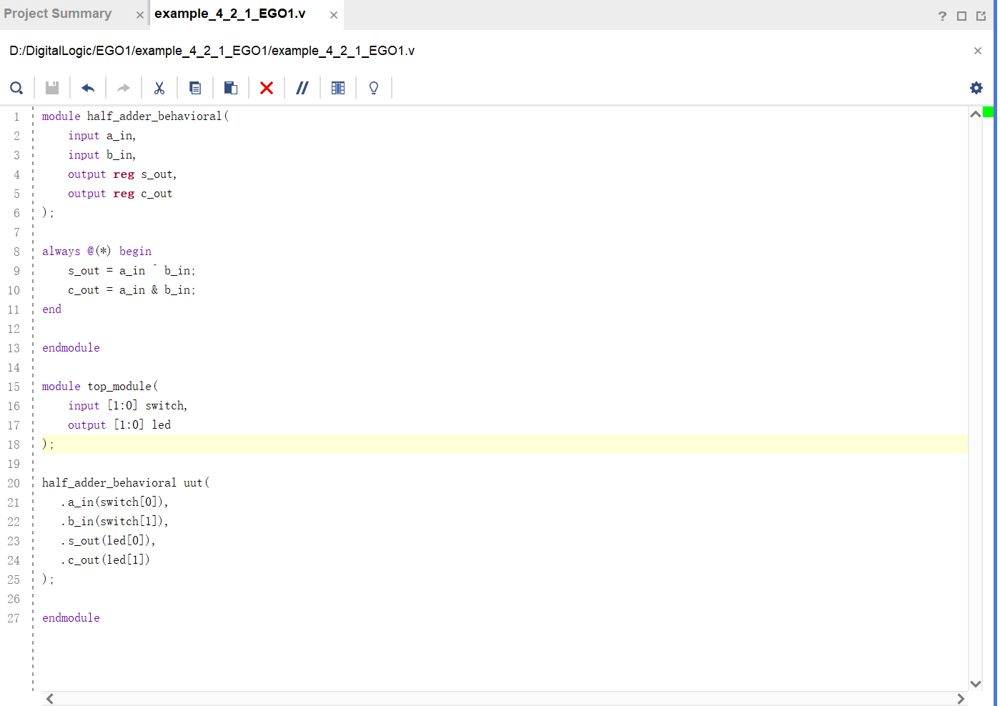 Project Summary × example_4_2_1_EGO1.v × ?
D:/DigitalLogic/EGO1/example_4_2_1_EGO1/example_4_2_1_EGO1.v ×
1 module half_adder_behavioral(
2     input a_in,
3     input b_in,
4     output reg s_out,
5     output reg c_out
6 );
7
8 always @(*) begin
9     s_out = a_in ^ b_in;
10     c_out = a_in & b_in;
11 end
12
13 endmodule
14
15 module top_module(
16     input [1:0] switch,
17     output [1:0] led
18 );
19
20 half_adder_behavioral uut(
21    .a_in(switch[0]),
22    .b_in(switch[1]),
23    .s_out(led[0]),
24    .c_out(led[1])
25 );
26
27 endmodule